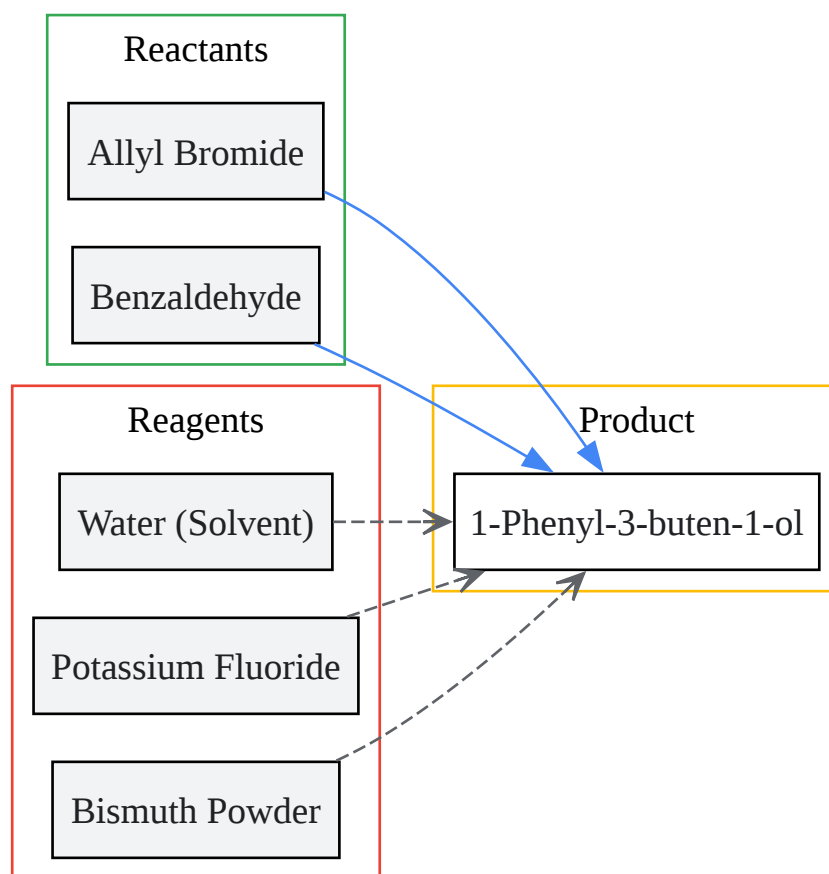 Reactants
Allyl Bromide
Benzaldehyde
Reagents
Water (Solvent)
Potassium Fluoride
Bismuth Powder
Product
1-Phenyl-3-buten-1-ol